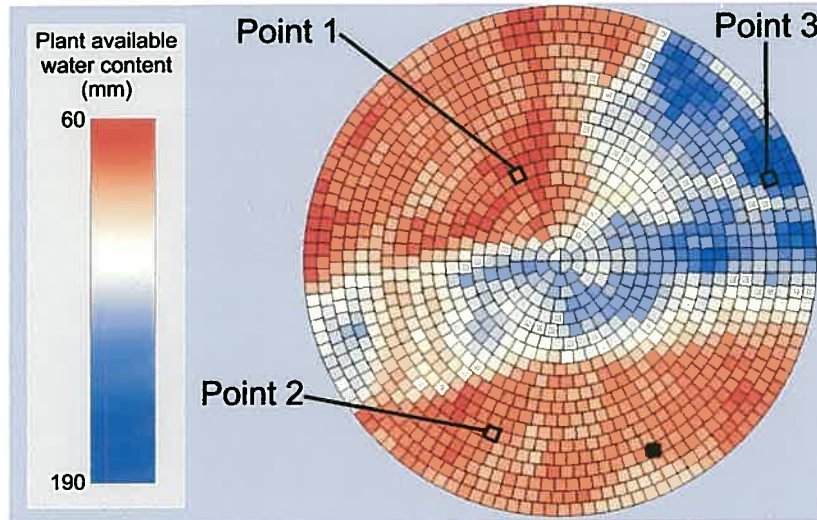 Plant available
water content
(mm)
60
190
Point 1
Point 2
Point 3